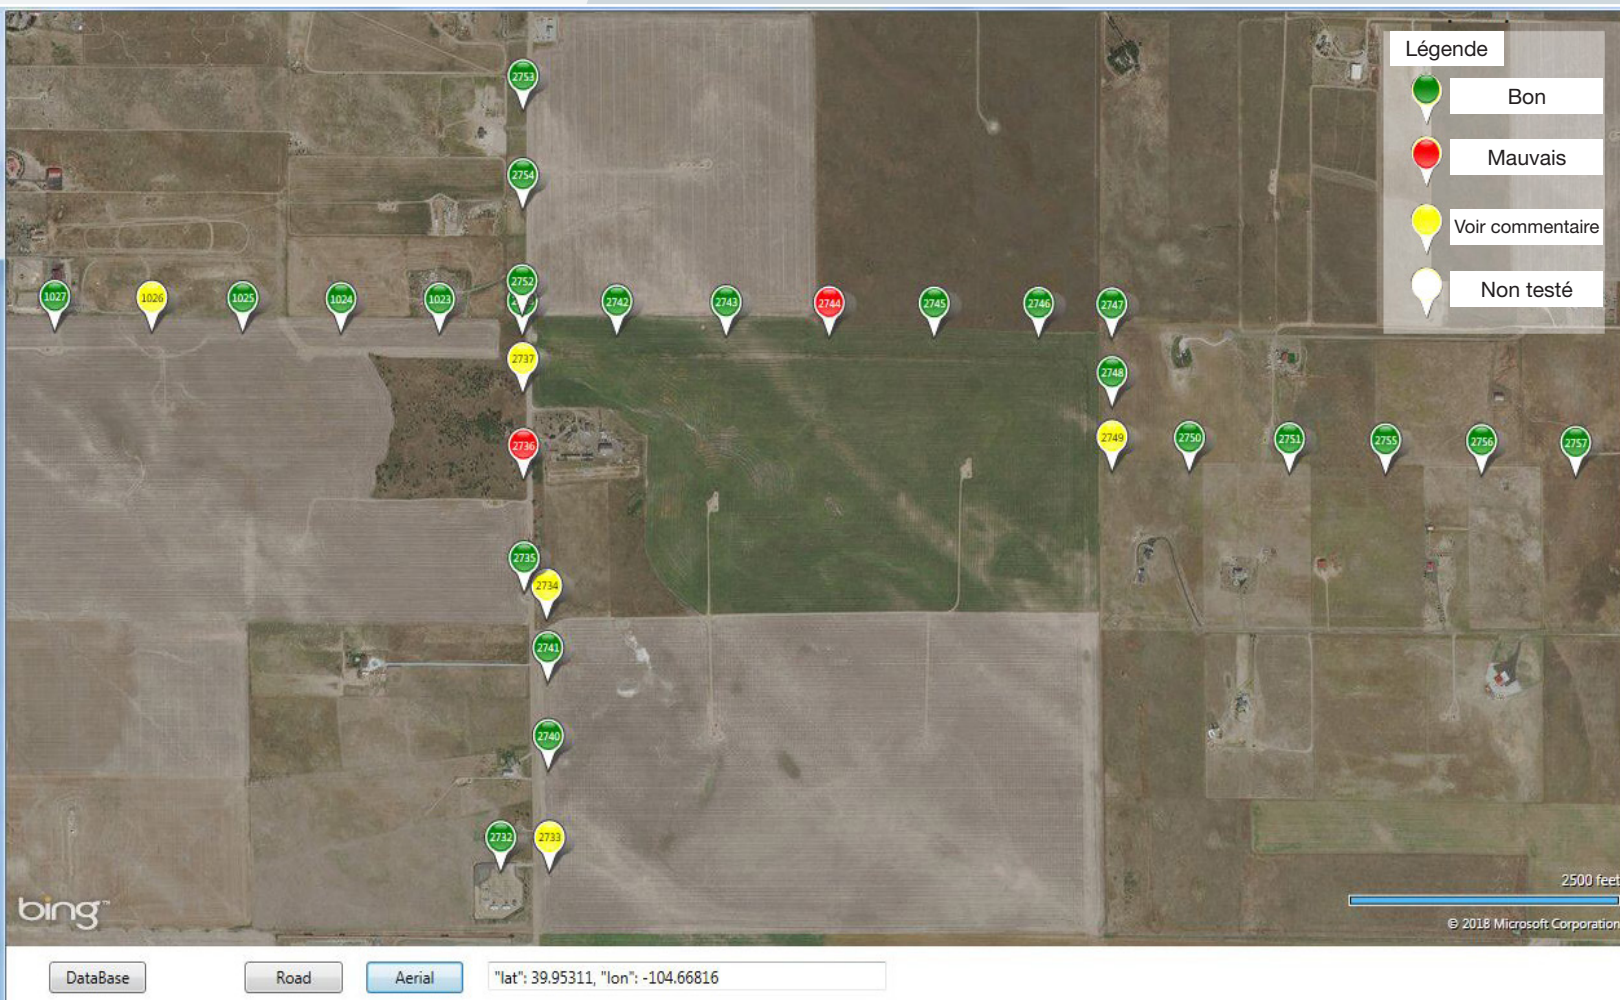 Légende
Bon
Mauvais
Voir commentaire
Non testé
2753
2754
2752
1027
1026
1025
1024
1023
2742
2743
2744
2745
2746
2747
2737
2748
2736
2749
2750
2751
2755
2756
2757
2735
2734
2741
2740
2732
2733
2500 feet
bing™
© 2018 Microsoft Corporation
DataBase
Road
Aerial
"lat": 39.95311, "lon": -104.66816